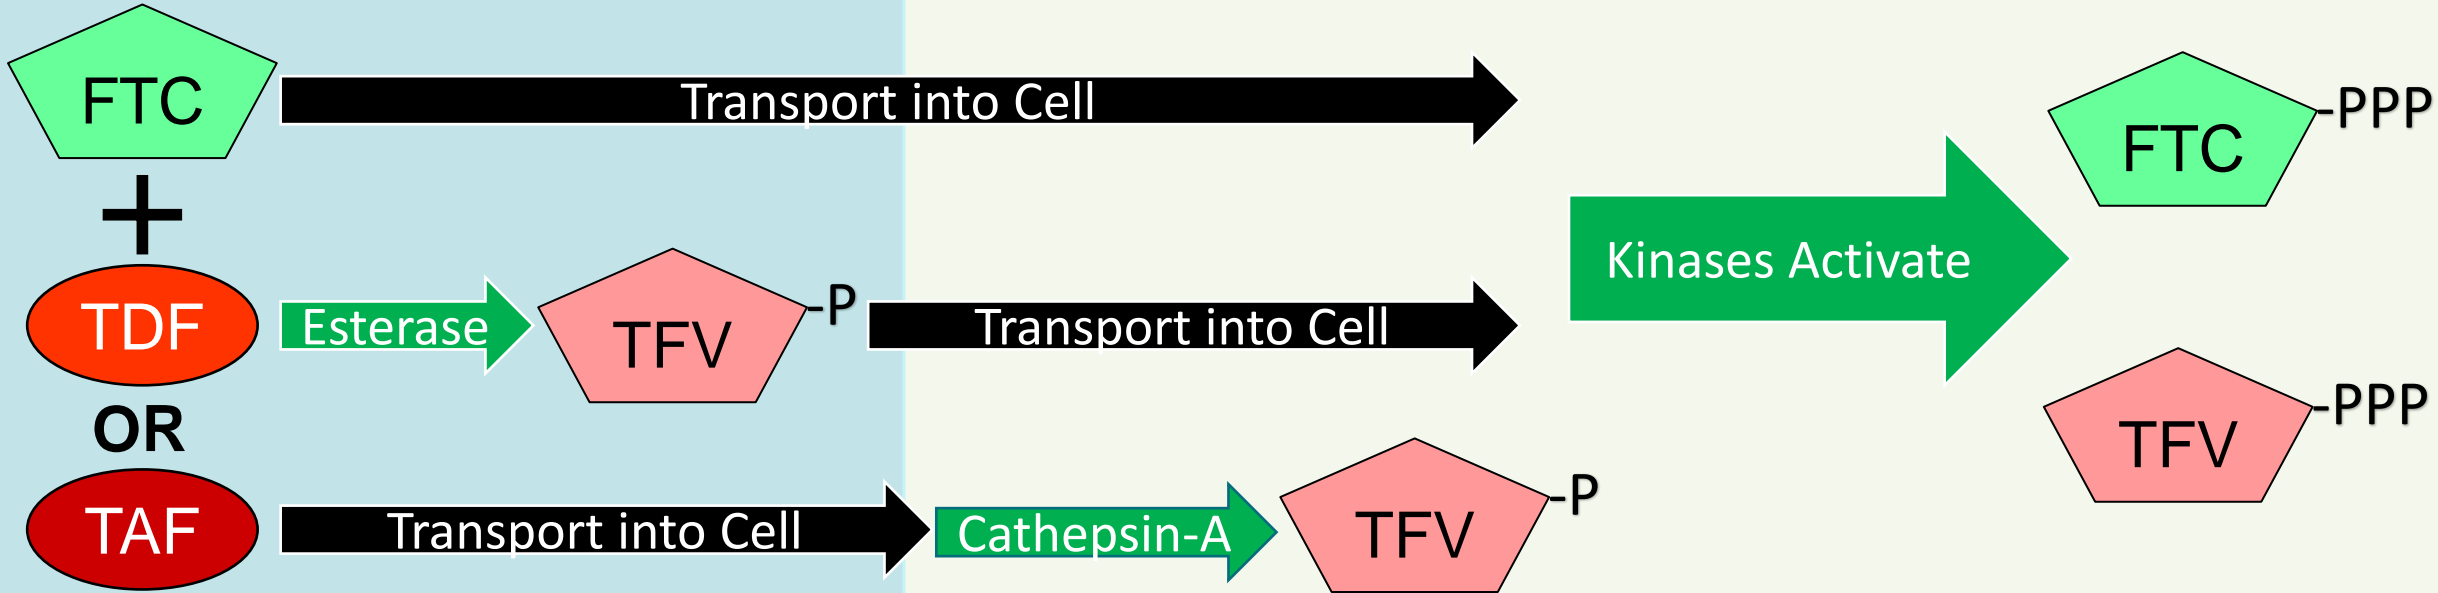 FTC
Transport into Cell
FTC
-PPP
+
Kinases Activate
TDF
Esterase
TFV
-P
Transport into Cell
TFV
-PPP
OR
TAF
Transport into Cell
Cathepsin-A
TFV
-P